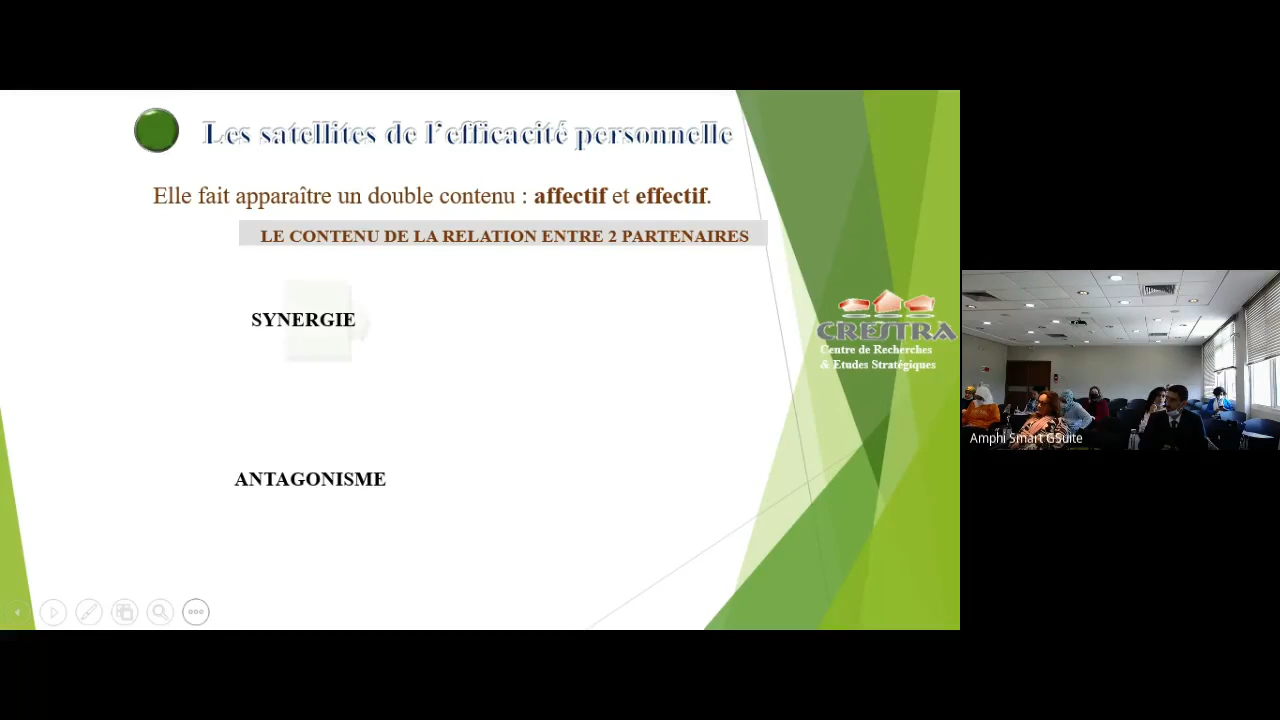 Les satellites de l'efficacité personnelle
Elle fait apparaître un double contenu : affectif et effectif.
LE CONTENU DE LA RELATION ENTRE 2 PARTENAIRES
SYNERGIE
ANTAGONISME
CRESTRA
Centre de Recherches
& Etudes Stratégiques
Amphi Smart GSuite